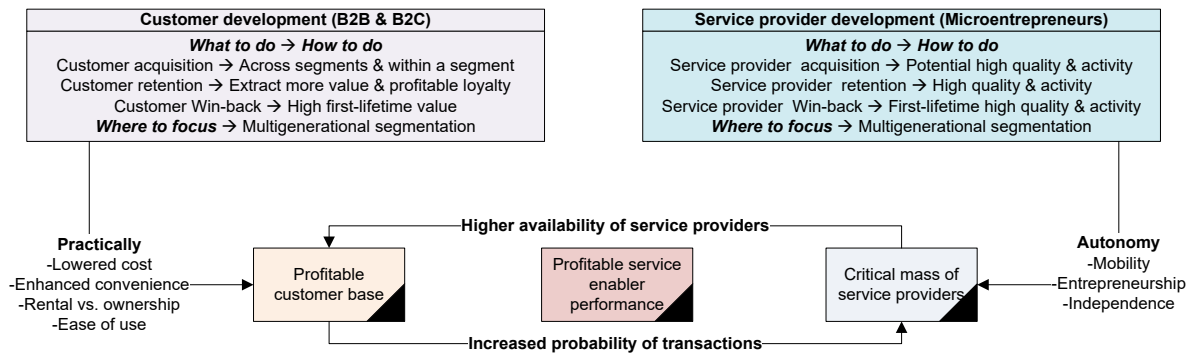 Customer development (B2B & B2C)
What to do → How to do
Customer acquisition → Across segments & within a segment
Customer retention → Extract more value & profitable loyalty
Customer Win-back → High first-lifetime value
Where to focus → Multigenerational segmentation
Service provider development (Microentrepreneurs)
What to do → How to do
Service provider acquisition → Potential high quality & activity
Service provider retention → High quality & activity
Service provider Win-back → First-lifetime high quality & activity
Where to focus → Multigenerational segmentation
Higher availability of service providers
Practically
-Lowered cost
-Enhanced convenience
-Rental vs. ownership
-Ease of use
Profitable
customer base
Profitable service
enabler
performance
Critical mass of
service providers
Autonomy
-Mobility
-Entrepreneurship
-Independence
Increased probability of transactions